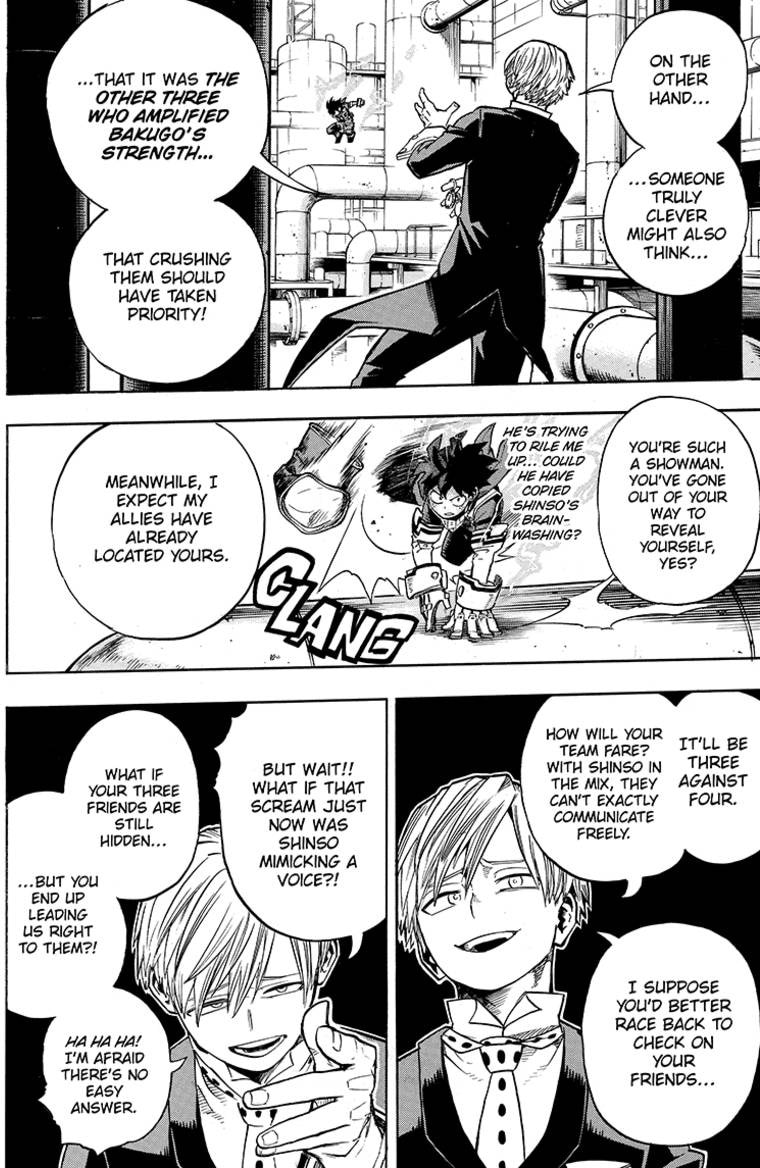 ON THE
OTHER
HAND...
...SOMEONE
TRULY
CLEVER
MIGHT ALSO
THINK...
...THAT IT WAS THE
OTHER THREE
WHO AMPLIFIED
BAKUGO'S
STRENGTH...
THAT CRUSHING
THEM SHOULD
HAVE TAKEN
PRIORITY!
YOU'RE SUCH
A SHOWMAN.
YOU'VE GONE
OUT OF YOUR
WAY TO
REVEAL
YOURSELF,
YES?
HE'S TRYING
TO RILE ME
UP... COULD
HE HAVE
COPIED
SHINSO'S
BRAIN-
WASHING?
CLANG
MEANWHILE, I
EXPECT MY
ALLIES HAVE
ALREADY
LOCATED YOURS.
IT'LL BE
THREE
AGAINST
FOUR.
HOW WILL YOUR
TEAM FARE?
WITH SHINSO IN
THE MIX, THEY
CAN'T EXACTLY
COMMUNICATE
FREELY.
I SUPPOSE
YOU'D BETTER
RACE BACK TO
CHECK ON
YOUR
FRIENDS...
BUT WAIT!!
WHAT IF THAT
SCREAM JUST
NOW WAS
SHINSO
MIMICKING A
VOICE?!
WHAT IF
YOUR THREE
FRIENDS ARE
STILL
HIDDEN...
...BUT YOU
END UP
LEADING
US RIGHT
TO THEM?!
HA HA HA!
I'M AFRAID
THERE'S NO
EASY
ANSWER.